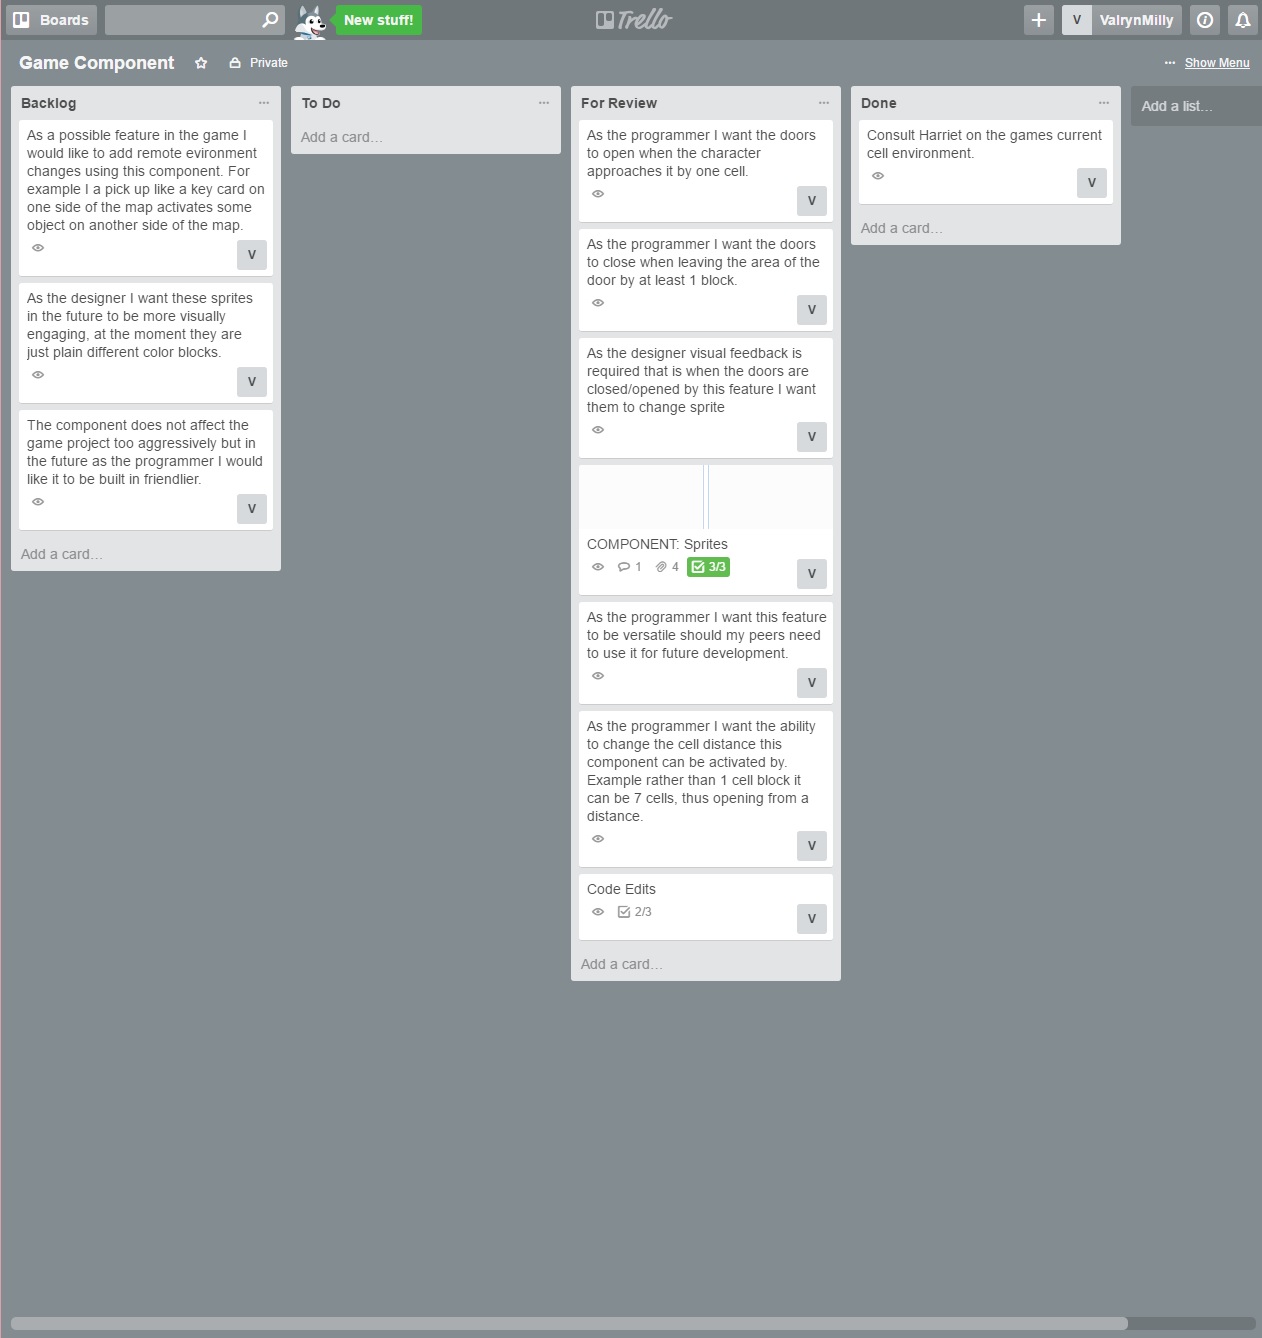 Boards
New stuff!
Trello
V
ValrynMilly
Game Component
Private
... Show Menu
Backlog
...
As a possible feature in the game I
would like to add remote evironment
changes using this component. For
example I a pick up like a key card on
one side of the map activates some
object on another side of the map.
V
As the designer I want these sprites
in the future to be more visually
engaging, at the moment they are
just plain different color blocks.
V
The component does not affect the
game project too aggressively but in
the future as the programmer I would
like it to be built in friendlier.
V
Add a card...
To Do
...
Add a card...
For Review
...
As the programmer I want the doors
to open when the character
approaches it by one cell.
V
As the programmer I want the doors
to close when leaving the area of the
door by at least 1 block.
V
As the designer visual feedback is
required that is when the doors are
closed/opened by this feature I want
them to change sprite
V
COMPONENT: Sprites
1 4 3/3
V
As the programmer I want this feature
to be versatile should my peers need
to use it for future development.
V
As the programmer I want the ability
to change the cell distance this
component can be activated by.
Example rather than 1 cell block it
can be 7 cells, thus opening from a
distance.
V
Code Edits
2/3
V
Add a card...
Done
...
Consult Harriet on the games current
cell environment.
V
Add a card...
Add a list...